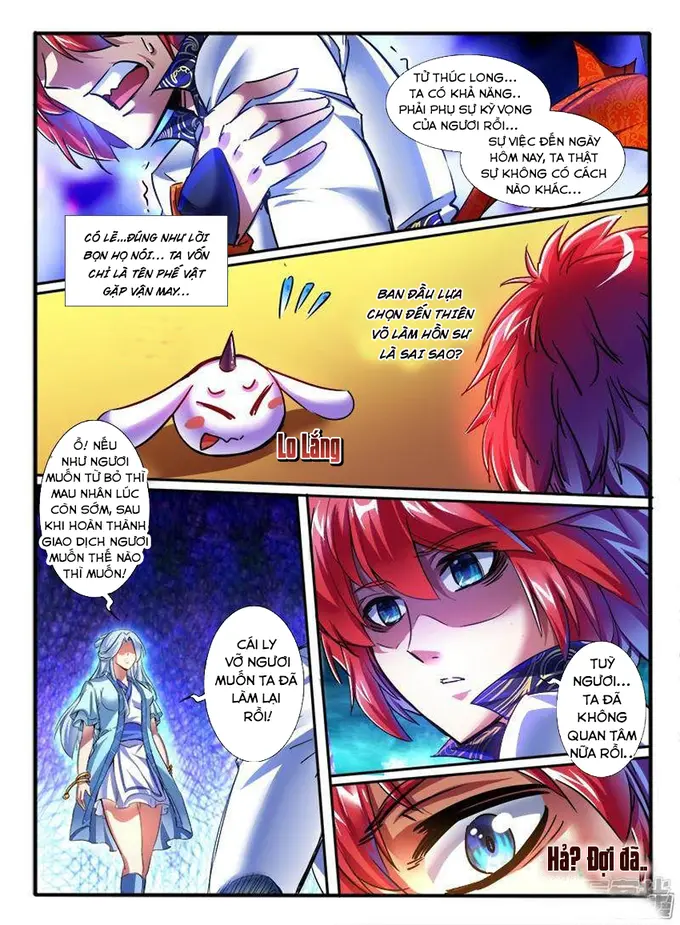 TỬ THÚC LONG...
TA CÓ KHẢ NĂNG..
PHẢI PHỤ SỰ KỲ VỌNG
CỦA NGƯƠI RỒI...
SỰ VIỆC ĐẾN NGÀY
HÔM NAY, TA THẬT
SỰ KHÔNG CÓ CÁCH
NÀO KHÁC...
CÓ LẼ...ĐÚNG NHƯ LỜI
BỌN HỌ NÓI... TA VỐN
CHỈ LÀ TÊN PHẾ VẬT
GẶP VẬN MAY...
BAN ĐẦU LỰA
CHỌN ĐẾN THIÊN
VÕ LÀM HỒN SƯ
LÀ SAI SAO?
Lo Lắng
Ồ! NẾU
NHƯ NGƯƠI
MUỐN TỪ BỎ THÌ
MAU NHÂN LÚC
CÒN SỚM, SAU
KHI HOÀN THÀNH
GIAO DỊCH NGƯƠI
MUỐN THẾ NÀO
THÌ MUỐN!
CÁI LY
VỠ NGƯƠI
MUỐN TA ĐÃ
LÀM LẠI
RỒI!
TUỲ
NGƯƠI...
TA ĐÃ
KHÔNG
QUAN TÂM
NỮA RỒI..
Hả? Đợi đã..